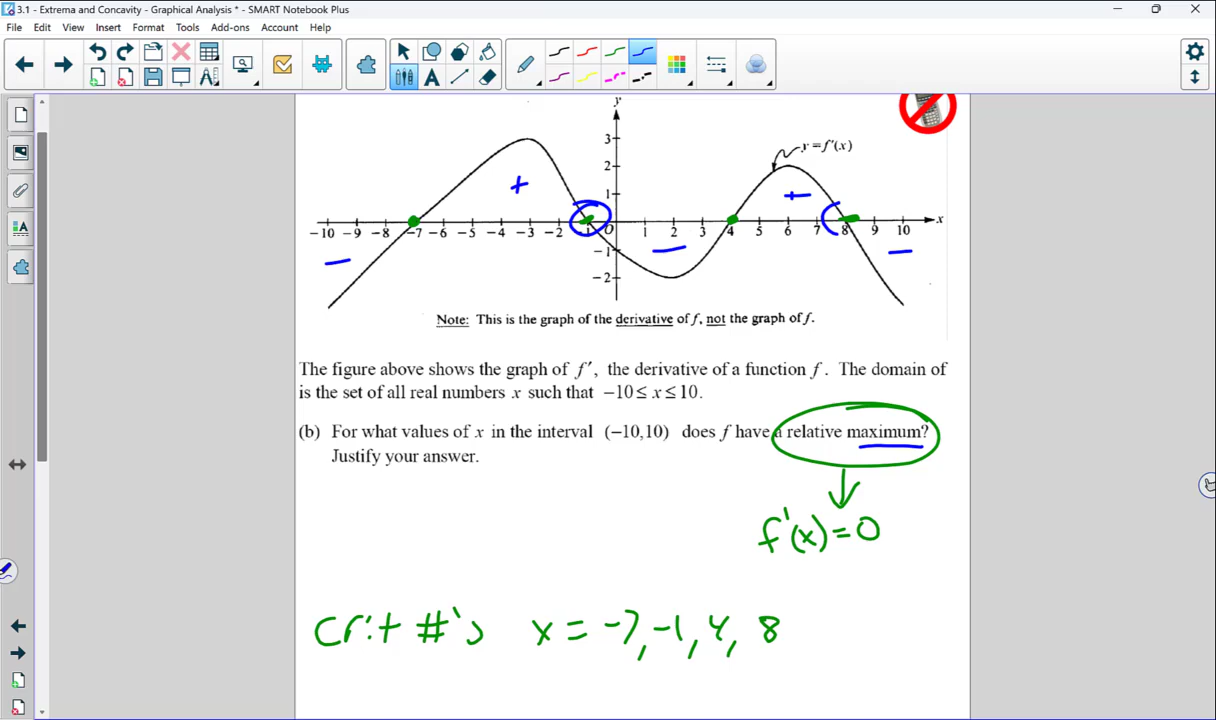 3.1 - Extrema and Concavity - Graphical Analysis * - SMART Notebook Plus
File Edit View Insert Format Tools Add-ons Account Help
y
3
2
1
-1
-2
y = f'(x)
+
+
-10 -9 -8 -7 -6 -5 -4 -3 -2 -1 O 1 2 3 4 5 6 7 8 9 10 x
− − −
Note: This is the graph of the derivative of f, not the graph of f.
The figure above shows the graph of f′, the derivative of a function f. The domain of
is the set of all real numbers x such that −10 ≤ x ≤ 10.
(b) For what values of x in the interval (−10,10) does f have a relative maximum?
Justify your answer.
f'(x) = 0
Crit #'s x = -7, -1, 4, 8